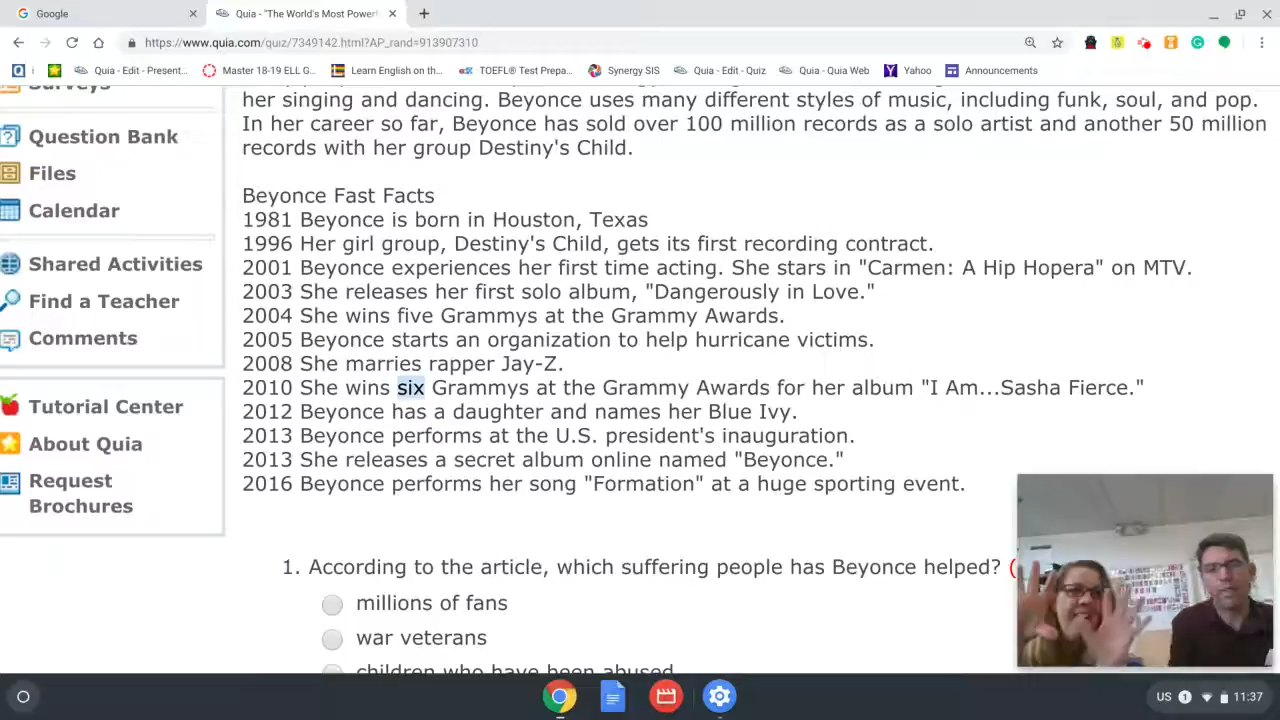 Google
Quia - "The World's Most Powerf
https://www.quia.com/quiz/7349142.html?AP_rand=913907310
i
Quia - Edit - Present...
Master 18-19 ELL G...
Learn English on th...
TOEFL® Test Prepa...
Synergy SIS
Quia - Edit - Quiz
Quia - Quia Web
Yahoo
Announcements
Surveys
Question Bank
Files
Calendar
Shared Activities
Find a Teacher
Comments
Tutorial Center
About Quia
Request
Brochures
her singing and dancing. Beyonce uses many different styles of music, including funk, soul, and pop.
In her career so far, Beyonce has sold over 100 million records as a solo artist and another 50 million
records with her group Destiny's Child.
Beyonce Fast Facts
1981 Beyonce is born in Houston, Texas
1996 Her girl group, Destiny's Child, gets its first recording contract.
2001 Beyonce experiences her first time acting. She stars in "Carmen: A Hip Hopera" on MTV.
2003 She releases her first solo album, "Dangerously in Love."
2004 She wins five Grammys at the Grammy Awards.
2005 Beyonce starts an organization to help hurricane victims.
2008 She marries rapper Jay-Z.
2010 She wins six Grammys at the Grammy Awards for her album "I Am...Sasha Fierce."
2012 Beyonce has a daughter and names her Blue Ivy.
2013 Beyonce performs at the U.S. president's inauguration.
2013 She releases a secret album online named "Beyonce."
2016 Beyonce performs her song "Formation" at a huge sporting event.
1. According to the article, which suffering people has Beyonce helped? (
millions of fans
war veterans
children who have been abused
US 1 11:37